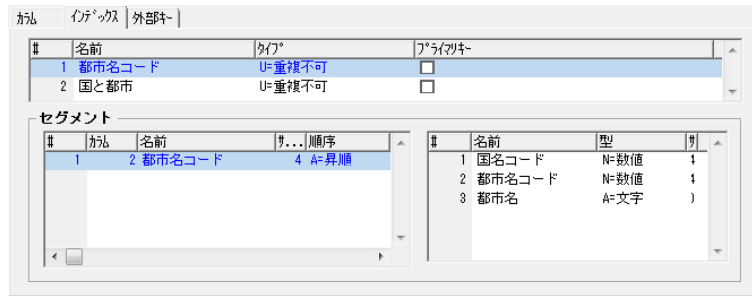 ｶﾗﾑ ｲﾝﾃﾞｯｸｽ 外部ｷｰ
# 名前 ﾀｲﾌﾟ ﾌﾟﾗｲﾏﾘｷｰ
1 都市名コード U=重複不可
2 国と都市 U=重複不可
セグメント
# ｶﾗﾑ 名前 ｻ... 順序
1 2 都市名コード 4 A=昇順
# 名前 型 ｻ
1 国名コード N=数値
2 都市名コード N=数値
3 都市名 A=文字